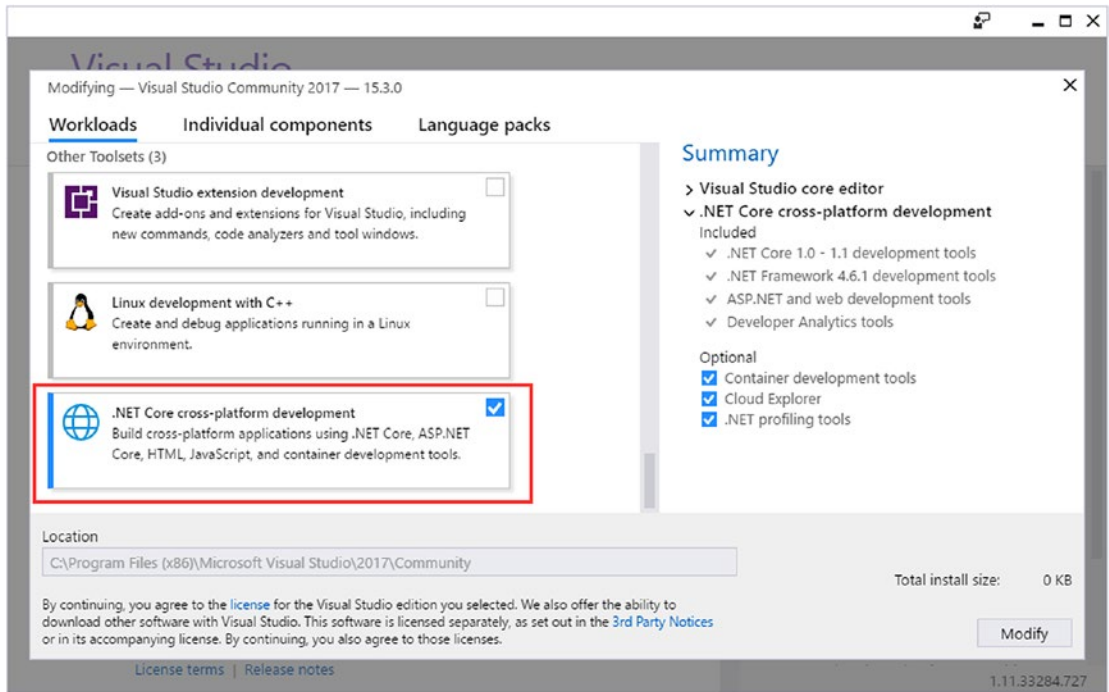 Visual Studio
Modifying — Visual Studio Community 2017 — 15.3.0
Workloads
Individual components
Language packs
Other Toolsets (3)
Visual Studio extension development
Create add-ons and extensions for Visual Studio, including
new commands, code analyzers and tool windows.
Linux development with C++
Create and debug applications running in a Linux
environment.
.NET Core cross-platform development
Build cross-platform applications using .NET Core, ASP.NET
Core, HTML, JavaScript, and container development tools.
Summary
Visual Studio core editor
.NET Core cross-platform development
Included
.NET Core 1.0 - 1.1 development tools
.NET Framework 4.6.1 development tools
ASP.NET and web development tools
Developer Analytics tools
Optional
Container development tools
Cloud Explorer
.NET profiling tools
Location
C:\Program Files (x86)\Microsoft Visual Studio\2017\Community
Total install size: 0 KB
By continuing, you agree to the license for the Visual Studio edition you selected. We also offer the ability to
download other software with Visual Studio. This software is licensed separately, as set out in the 3rd Party Notices
or in its accompanying license. By continuing, you also agree to those licenses.
Modify
License terms | Release notes
1.11.33284.727